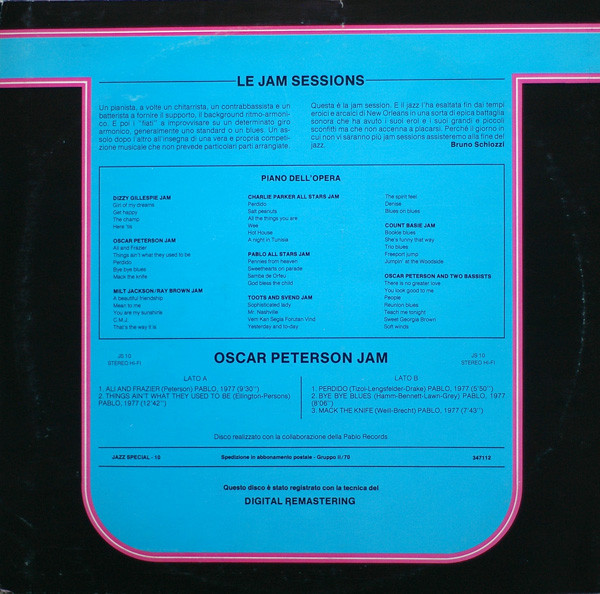 LE JAM SESSIONS
Un pianista, a volte un chitarrista, un contrabbassista e un
batterista a fornire il supporto, il background ritmo-armoni-
co. E poi i "fiati" a improvvisare su un determinato giro
armonico, generalmente uno standard o un blues. Un as-
solo dopo l'altro all'insegna di una vera e propria competi-
zione musicale che non prevede particolari parti arrangiate.
Questa è la jam session. E il jazz l'ha esaltata fin dai tempi
eroici e arcaici di New Orleans in una sorta di epica battaglia
sonora che ha avuto i suoi eroi e i suoi grandi e piccoli
sconfitti ma che non accenna a placarsi. Perché il giorno in
cui non vi saranno più jam sessions assisteremo alla fine del
jazz.
Bruno Schiozzi
PIANO DELL'OPERA
DIZZY GILLESPIE JAM
Girl of my dreams
Get happy
The champ
Here 'tis
OSCAR PETERSON JAM
Ali and Frazier
Things ain't what they used to be
Perdido
Bye bye blues
Mack the knife
MILT JACKSON/RAY BROWN JAM
A beautiful friendship
Mean to me
You are my sunshine
C.M.J.
That's the way it is
CHARLIE PARKER ALL STARS JAM
Perdido
Salt peanuts
All the things you are
Wee
Hot House
A night in Tunisia
PABLO ALL STARS JAM
Pennies from heaven
Sweethearts on parade
Samba de Orfeu
God bless the child
TOOTS AND SVEND JAM
Sophisticated lady
Mr. Nashville
Vem Kan Segla Forutan Vind
Yesterday and to-day
The spirit feel
Denise
Blues on blues
COUNT BASIE JAM
Bookie blues
She's funny that way
Trio blues
Freeport jump
Jumpin' at the Woodside
OSCAR PETERSON AND TWO BASSISTS
There is no greater love
You look good to me
People
Reunion blues
Teach me tonight
Sweet Georgia Brown
Soft winds
OSCAR PETERSON JAM
JS 10
STEREO HI-FI
JS 10
STEREO HI-FI
LATO A
1. ALI AND FRAZIER (Peterson) PABLO, 1977 (9'30'')
2. THINGS AIN'T WHAT THEY USED TO BE (Ellington-Persons)
PABLO, 1977 (12'42'')
LATO B
1. PERDIDO (Tizol-Lengsfelder-Drake) PABLO, 1977 (5'50'')
2. BYE BYE BLUES (Hamm-Bennett-Lawn-Grey) PABLO, 1977
(8'06'')
3. MACK THE KNIFE (Weill-Brecht) PABLO, 1977 (7'43'')
Disco realizzato con la collaborazione della Pablo Records
JAZZ SPECIAL - 10 Spedizione in abbonamento postale - Gruppo II/70 347113
Questo disco è stato registrato con la tecnica del
DIGITAL REMASTERING